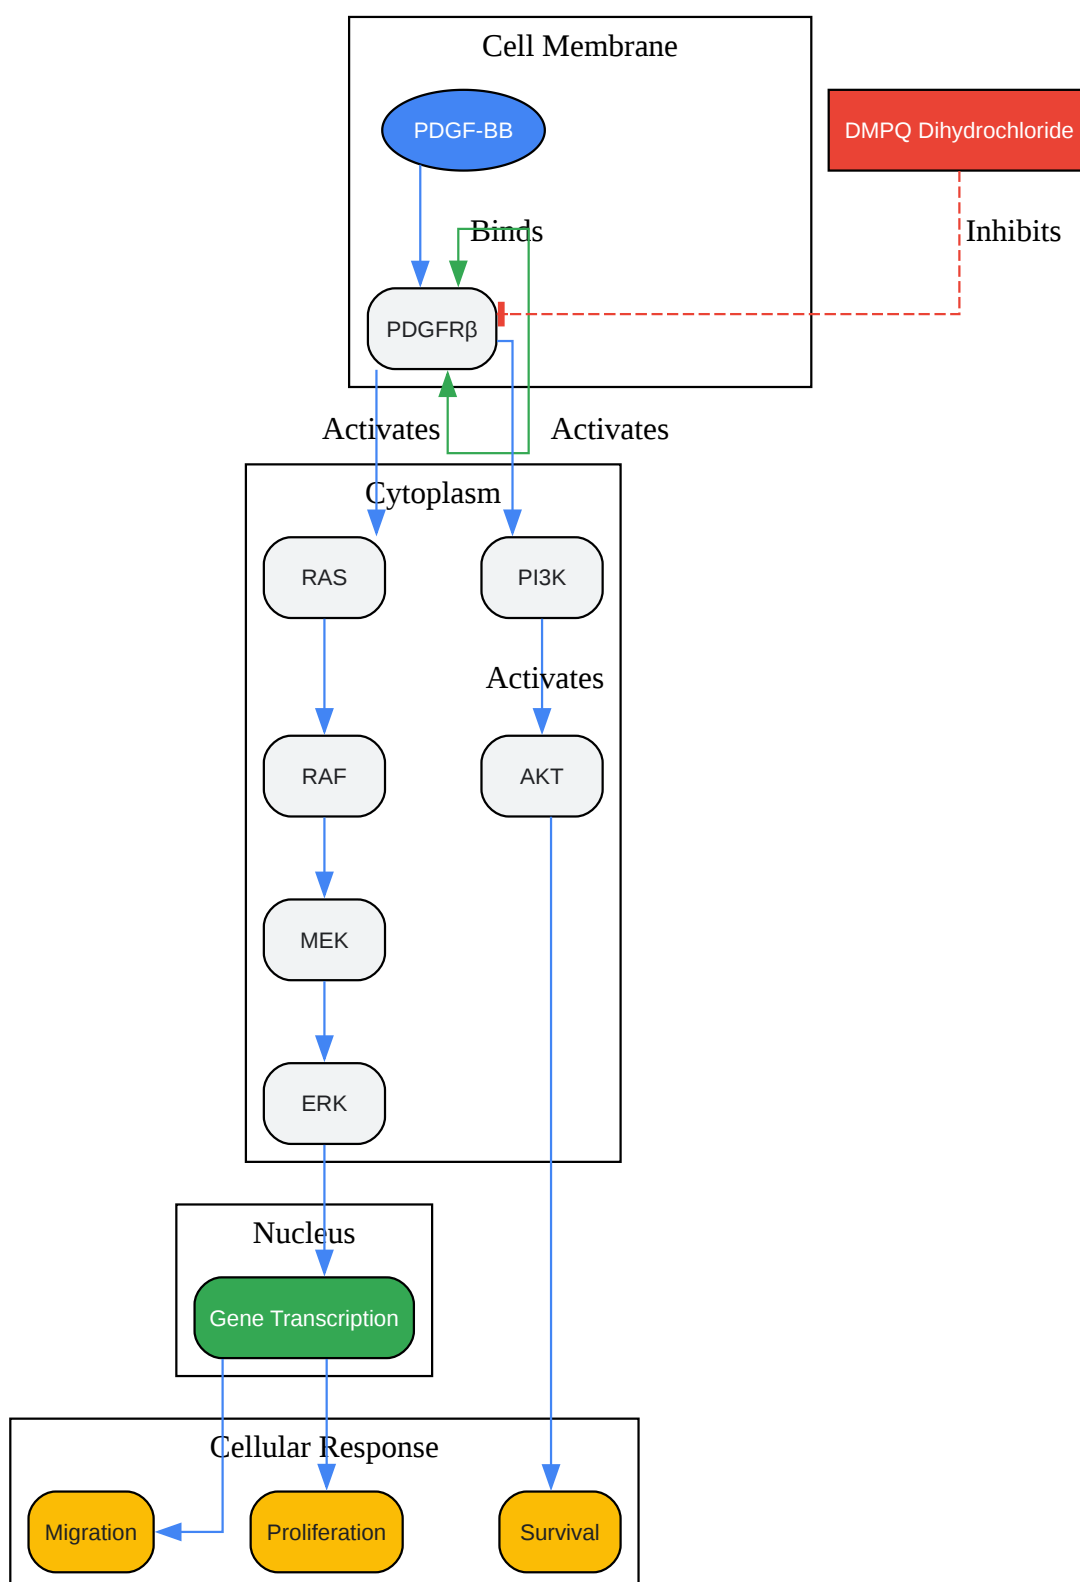 Cell Membrane
PDGF-BB
DMPQ Dihydrochloride
Binds
Inhibits
PDGFRβ
Activates
Activates
Cytoplasm
RAS
PI3K
Activates
RAF
AKT
MEK
ERK
Nucleus
Gene Transcription
Cellular Response
Migration
Proliferation
Survival